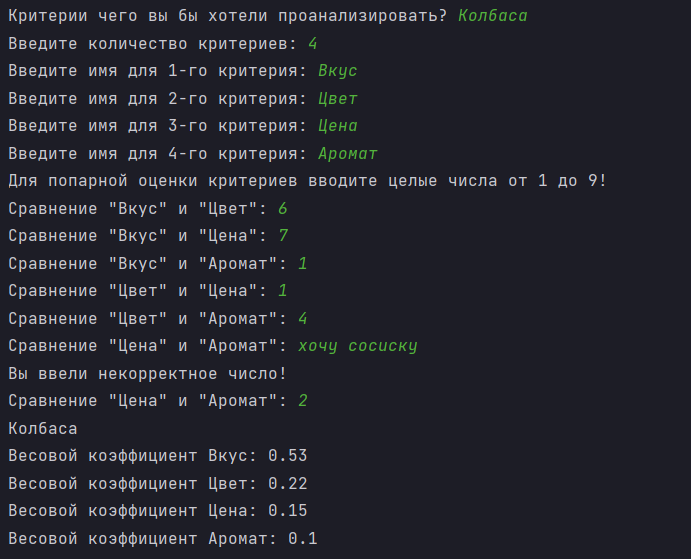 Критерии чего вы бы хотели проанализировать? Колбаса
Введите количество критериев: 4
Введите имя для 1-го критерия: Вкус
Введите имя для 2-го критерия: Цвет
Введите имя для 3-го критерия: Цена
Введите имя для 4-го критерия: Аромат
Для попарной оценки критериев вводите целые числа от 1 до 9!
Сравнение "Вкус" и "Цвет": 6
Сравнение "Вкус" и "Цена": 7
Сравнение "Вкус" и "Аромат": 1
Сравнение "Цвет" и "Цена": 1
Сравнение "Цвет" и "Аромат": 4
Сравнение "Цена" и "Аромат": хочу сосиску
Вы ввели некорректное число!
Сравнение "Цена" и "Аромат": 2
Колбаса
Весовой коэффициент Вкус: 0.53
Весовой коэффициент Цвет: 0.22
Весовой коэффициент Цена: 0.15
Весовой коэффициент Аромат: 0.1